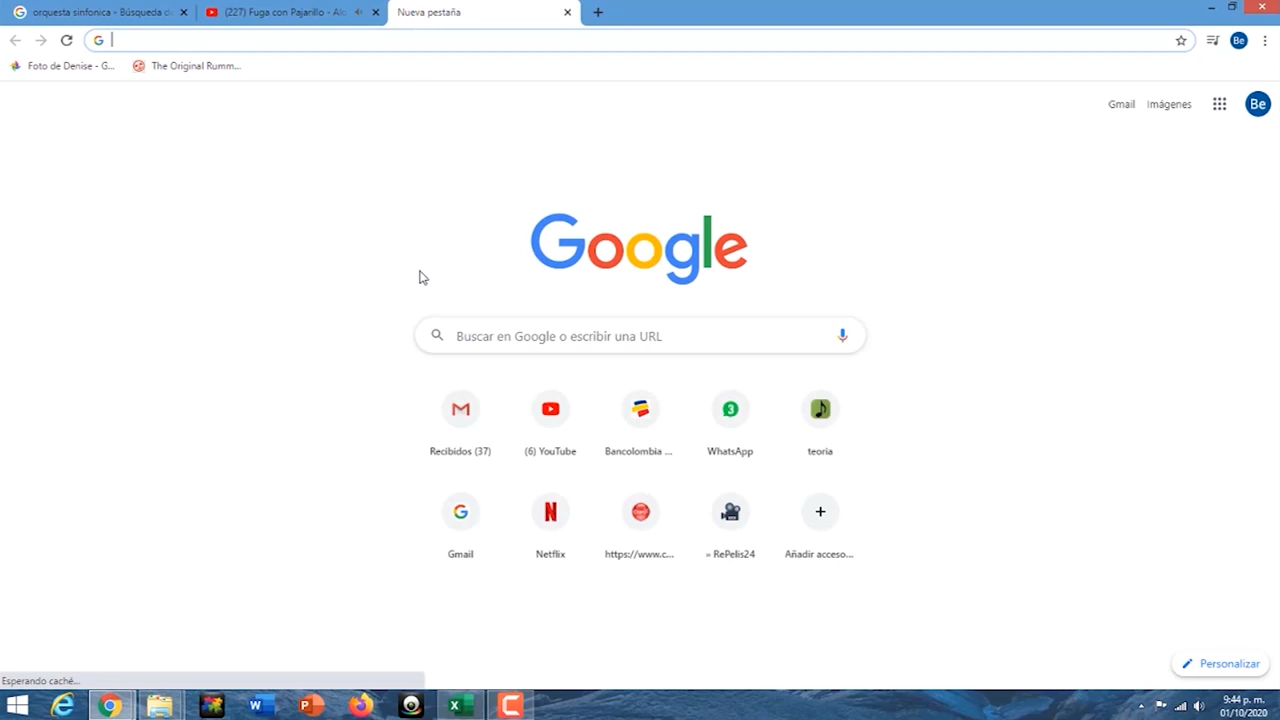 orquesta sinfonica - Búsqueda d
(227) Fuga con Pajarillo - Al
Nueva pestaña
Foto de Denise - G...
The Original Rumm...
Be
Gmail
Imágenes
Be
Google
Buscar en Google o escribir una URL
Recibidos (37)
(6) YouTube
Bancolombia ...
3
WhatsApp
teoria
Gmail
Netflix
https://www.c...
» RePelis24
Añadir acceso...
Personalizar
Esperando caché...
9:44 p. m.
01/10/2020